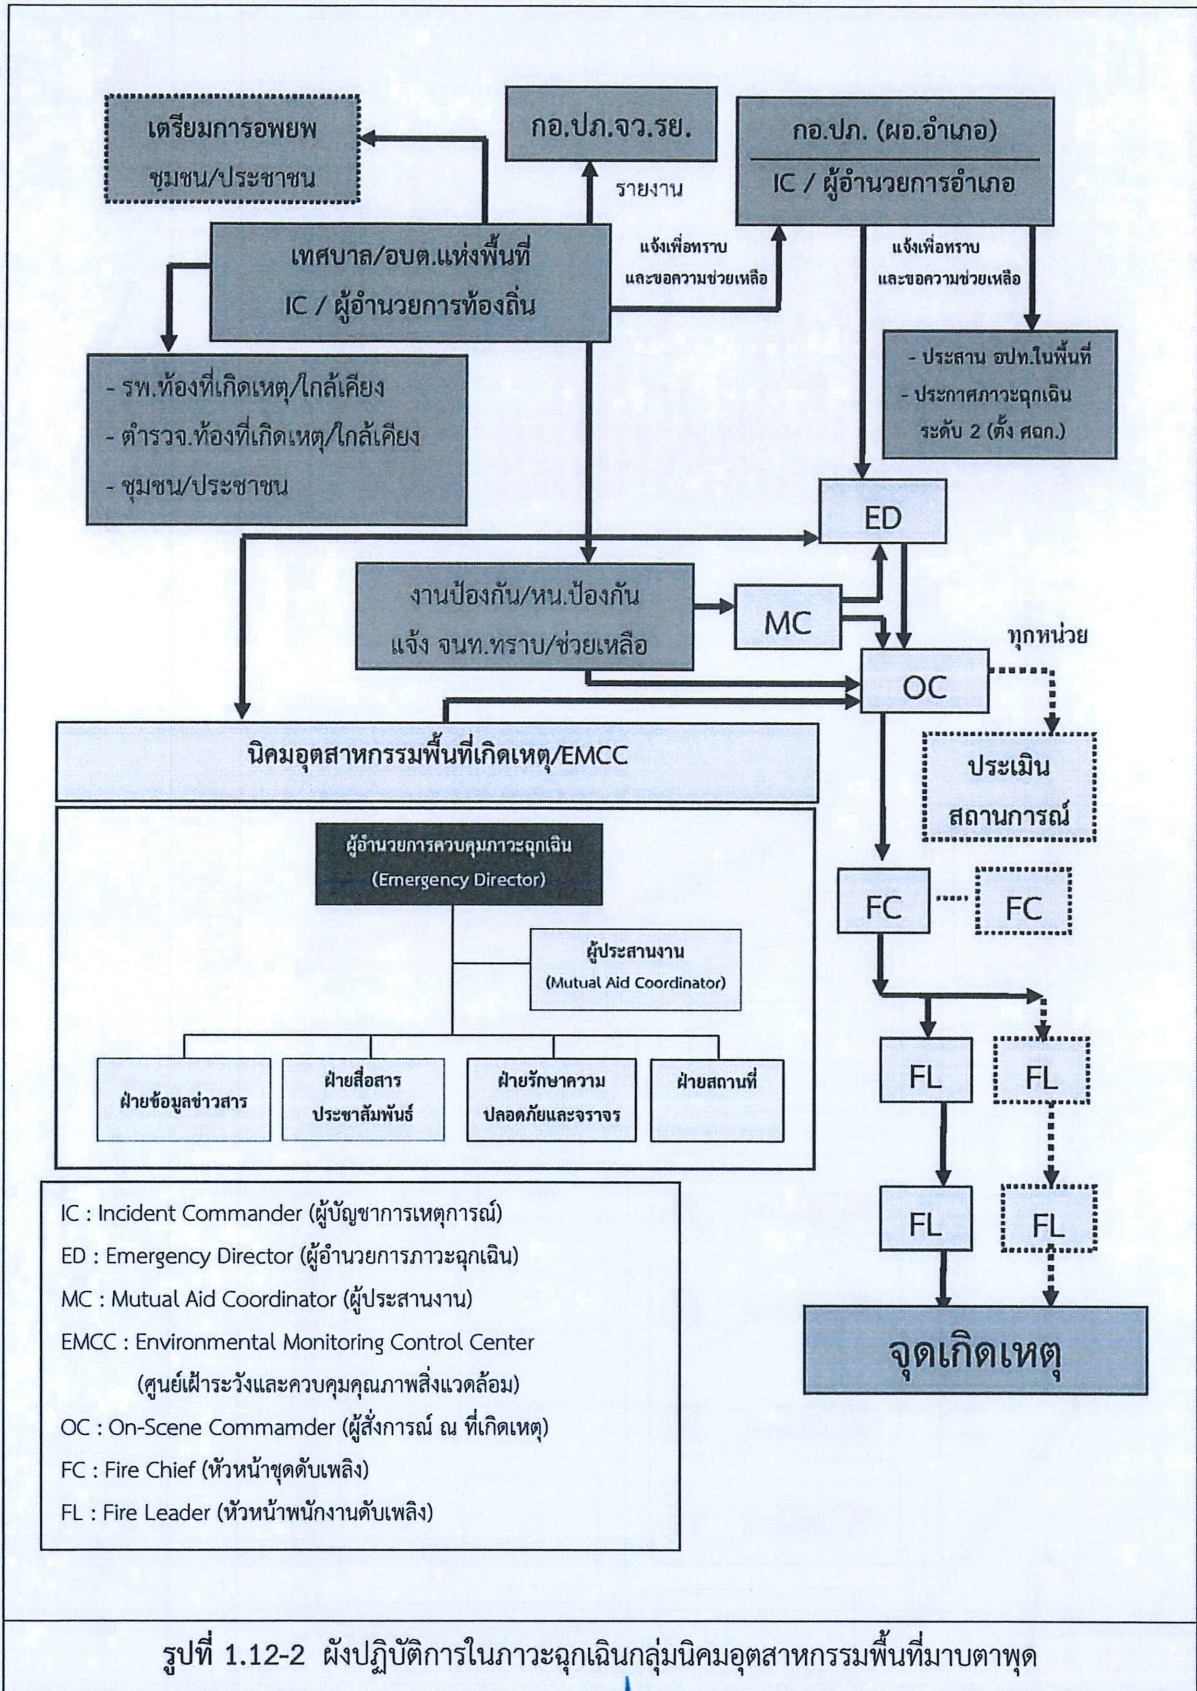 เตรียมการอพยพ
ชุมชน/ประชาชน
กอ.ปภ.จว.รย.
กอ.ปภ. (ผอ.อำเภอ)
IC / ผู้อำนวยการอำเภอ
รายงาน
เทศบาล/อบต.แห่งพื้นที่
IC / ผู้อำนวยการท้องถิ่น
แจ้งเพื่อทราบ
และขอความช่วยเหลือ
แจ้งเพื่อทราบ
และขอความช่วยเหลือ
- รพ.ท้องที่เกิดเหตุ/ใกล้เคียง
- ตำรวจ.ท้องที่เกิดเหตุ/ใกล้เคียง
- ชุมชน/ประชาชน
- ประสาน อปท.ในพื้นที่
- ประกาศภาวะฉุกเฉิน
ระดับ 2 (ตั้ง ศฉก.)
ED
งานป้องกัน/หน.ป้องกัน
แจ้ง จนท.ทราบ/ช่วยเหลือ
MC
ทุกหน่วย
OC
นิคมอุตสาหกรรมพื้นที่เกิดเหตุ/EMCC
ประเมิน
สถานการณ์
ผู้อำนวยการควบคุมภาวะฉุกเฉิน
(Emergency Director)
FC
FC
ผู้ประสานงาน
(Mutual Aid Coordinator)
ฝ่ายข้อมูลข่าวสาร
ฝ่ายสื่อสาร
ประชาสัมพันธ์
ฝ่ายรักษาความ
ปลอดภัยและจราจร
ฝ่ายสถานที่
FL
FL
FL
FL
จุดเกิดเหตุ
IC : Incident Commander (ผู้บัญชาการเหตุการณ์)
ED : Emergency Director (ผู้อำนวยการภาวะฉุกเฉิน)
MC : Mutual Aid Coordinator (ผู้ประสานงาน)
EMCC : Environmental Monitoring Control Center
(ศูนย์เฝ้าระวังและควบคุมคุณภาพสิ่งแวดล้อม)
OC : On-Scene Commamder (ผู้สั่งการณ์ ณ ที่เกิดเหตุ)
FC : Fire Chief (หัวหน้าชุดดับเพลิง)
FL : Fire Leader (หัวหน้าพนักงานดับเพลิง)
รูปที่ 1.12-2 ผังปฏิบัติการในภาวะฉุกเฉินกลุ่มนิคมอุตสาหกรรมพื้นที่มาบตาพุด